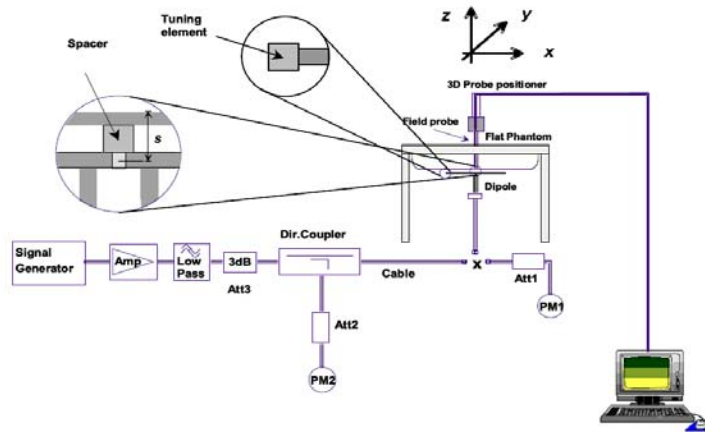 Tuning
element
Spacer
s
z
y
x
3D Probe positioner
Field probe
Flat Phantom
Dipole
Dir.Coupler
Signal
Generator
Amp
Low
Pass
3dB
Att3
Cable
x
Att1
PM1
Att2
PM2